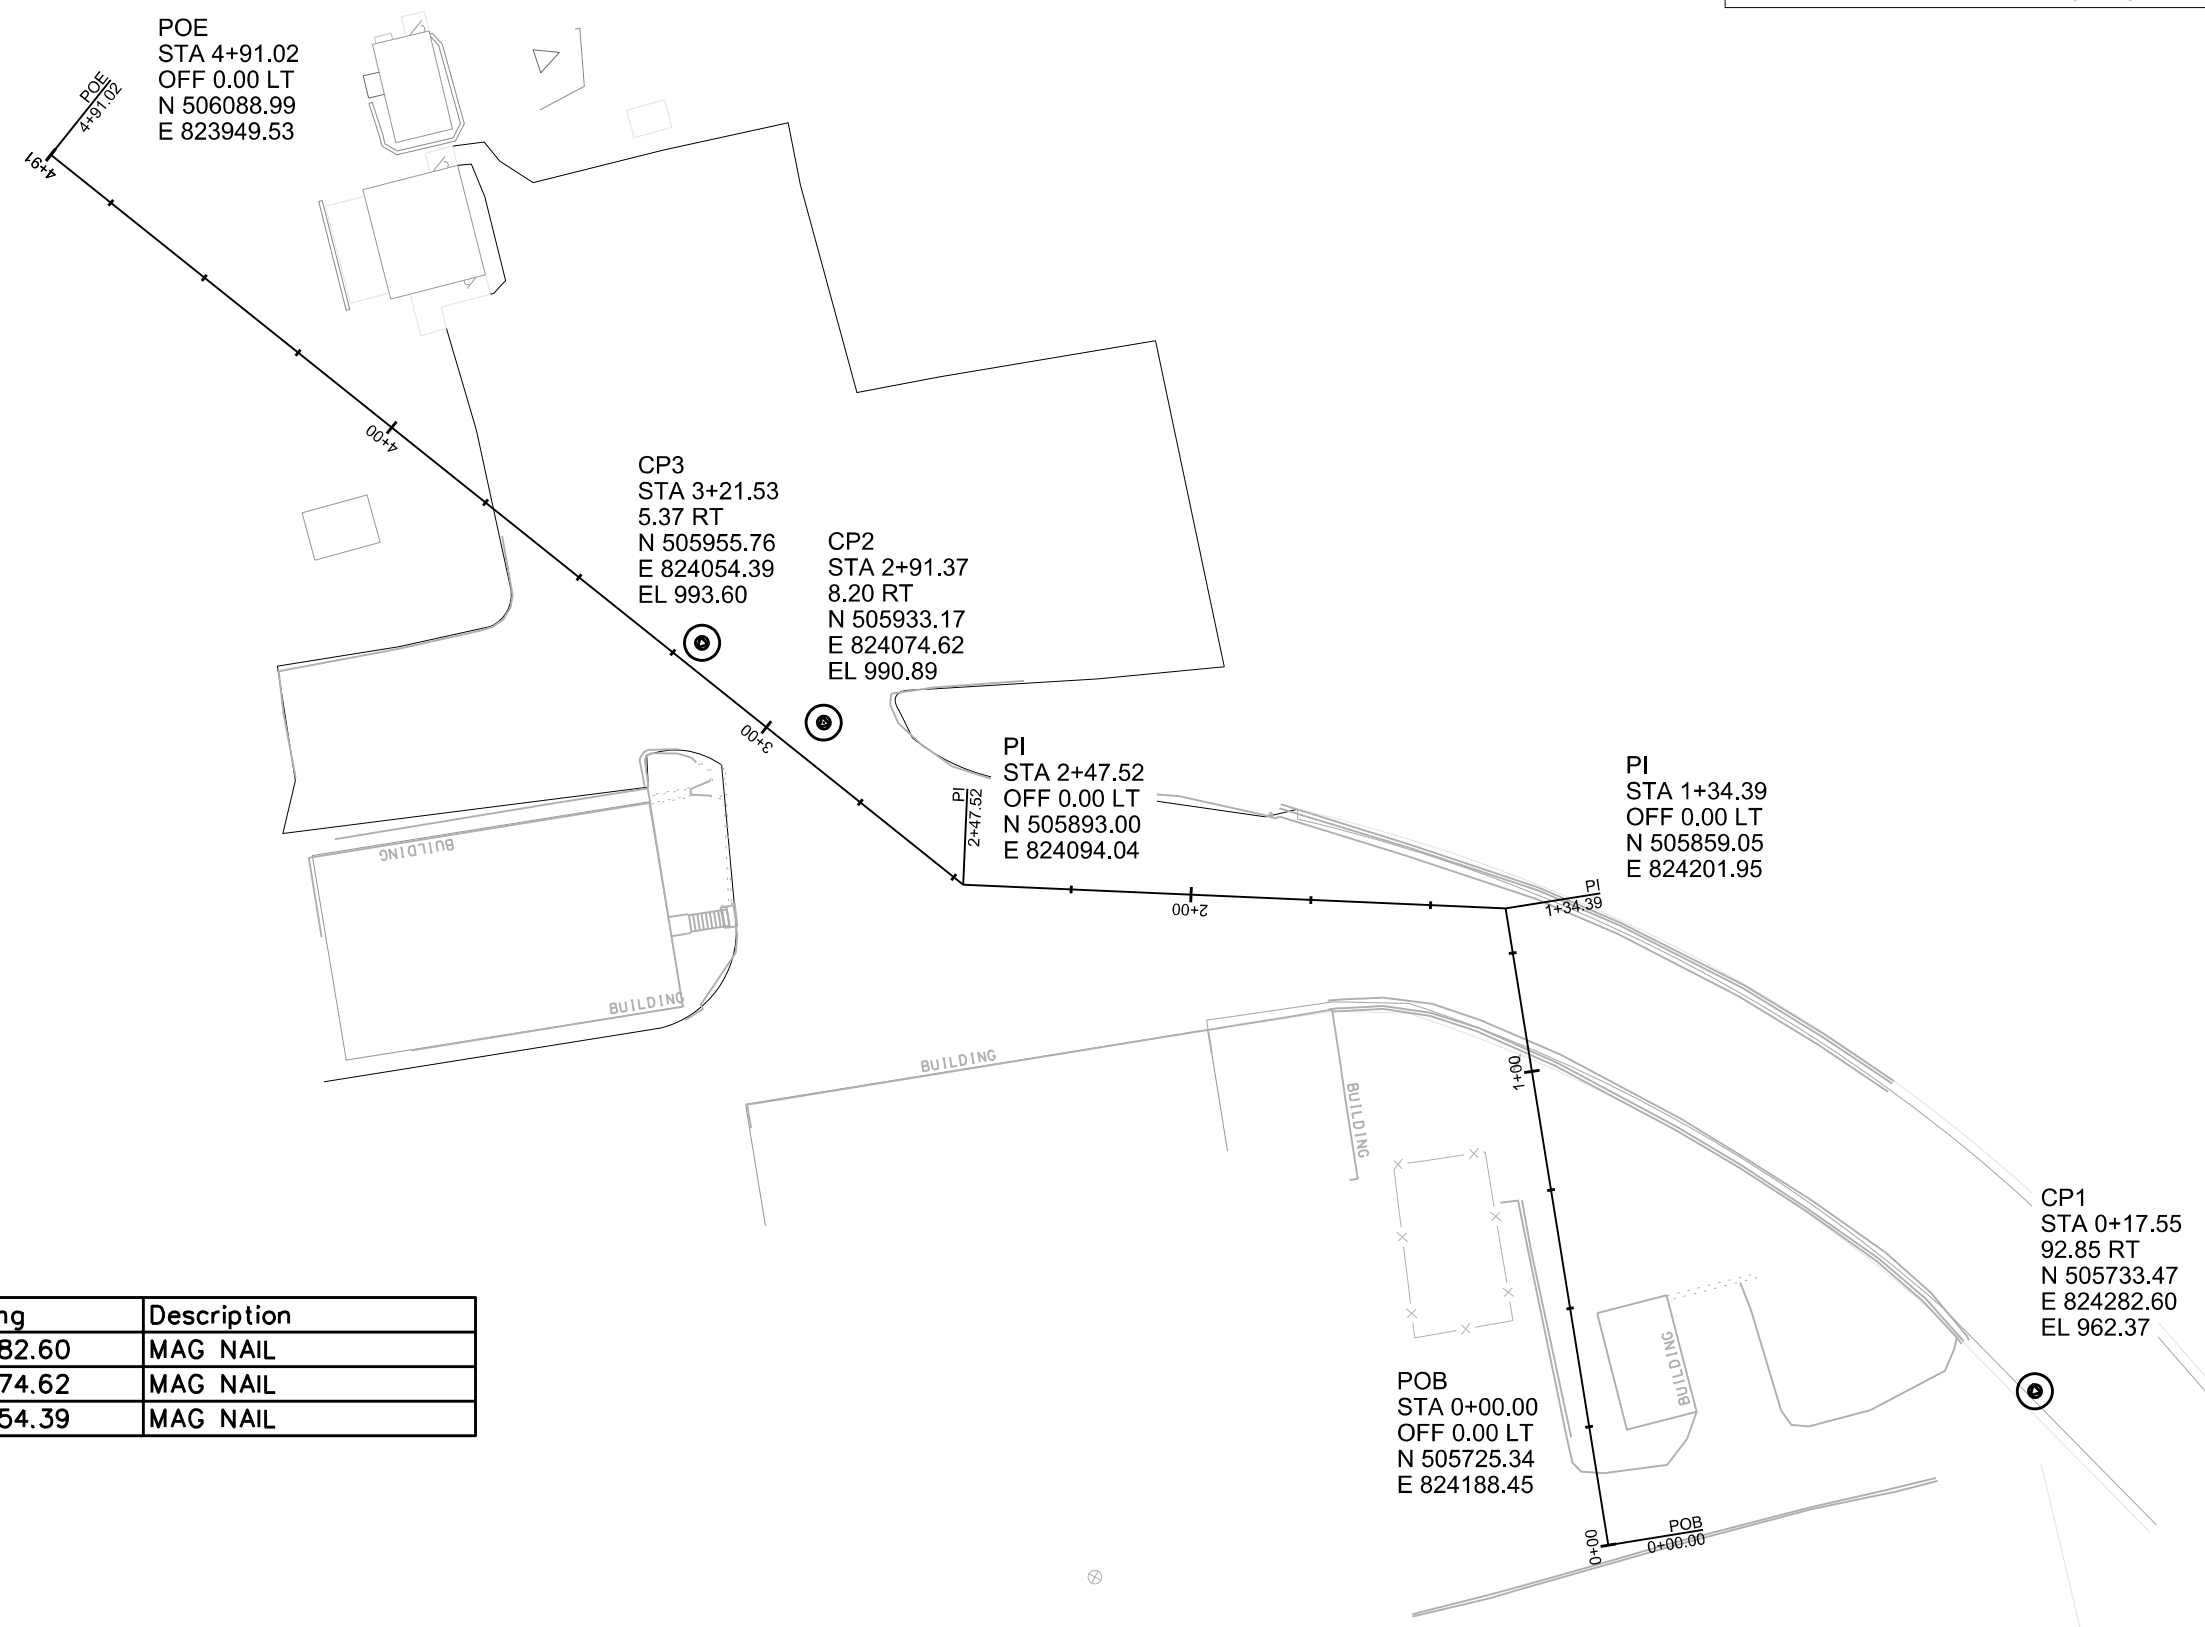 POE
STA 4+91.02
OFF 0.00 LT
N 506088.99
E 823949.53
POE
4+91.02
4+91
4+00
CP3
STA 3+21.53
5.37 RT
N 505955.76
E 824054.39
EL 993.60
CP2
STA 2+91.37
8.20 RT
N 505933.17
E 824074.62
EL 990.89
3+00
PI
STA 2+47.52
OFF 0.00 LT
N 505893.00
E 824094.04
PI
2+47.52
PI
STA 1+34.39
OFF 0.00 LT
N 505859.05
E 824201.95
PI
1+34.39
2+00
BUILDING
BUILDING
BUILDING
BUILDING
1+00
CP1
STA 0+17.55
92.85 RT
N 505733.47
E 824282.60
EL 962.37
BUILDING
POB
STA 0+00.00
OFF 0.00 LT
N 505725.34
E 824188.45
POB
0+00.00
0+00
ng Description
82.60 MAG NAIL
74.62 MAG NAIL
54.39 MAG NAIL